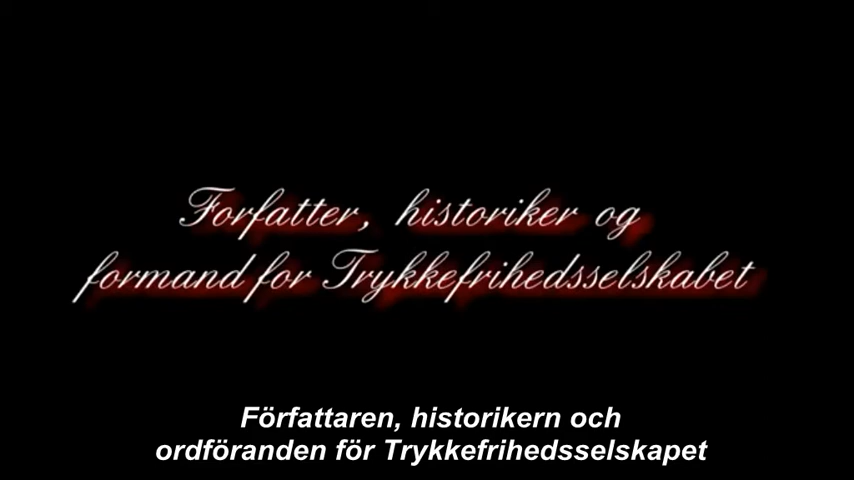 Forfatter, historiker og
formand for Trykkefrihedsselskabet
Författaren, historikern och
ordföranden för Trykkefrihedsselskapet